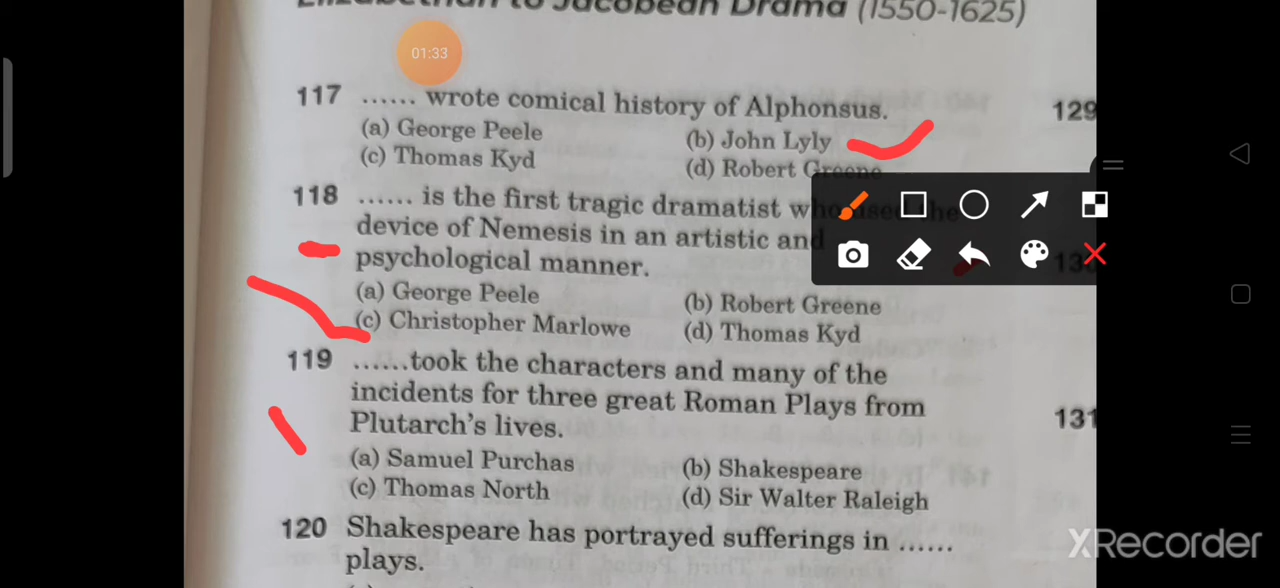 Elizabethan to Jacobean Drama (1550-1625)
01:33
117 ...... wrote comical history of Alphonsus.
(a) George Peele (b) John Lyly
(c) Thomas Kyd (d) Robert Greene
118 ...... is the first tragic dramatist who used the
device of Nemesis in an artistic and
psychological manner.
(a) George Peele (b) Robert Greene
(c) Christopher Marlowe (d) Thomas Kyd
119 ......took the characters and many of the
incidents for three great Roman Plays from
Plutarch's lives.
(a) Samuel Purchas (b) Shakespeare
(c) Thomas North (d) Sir Walter Raleigh
120 Shakespeare has portrayed sufferings in ......
plays.
129
131
XRecorder